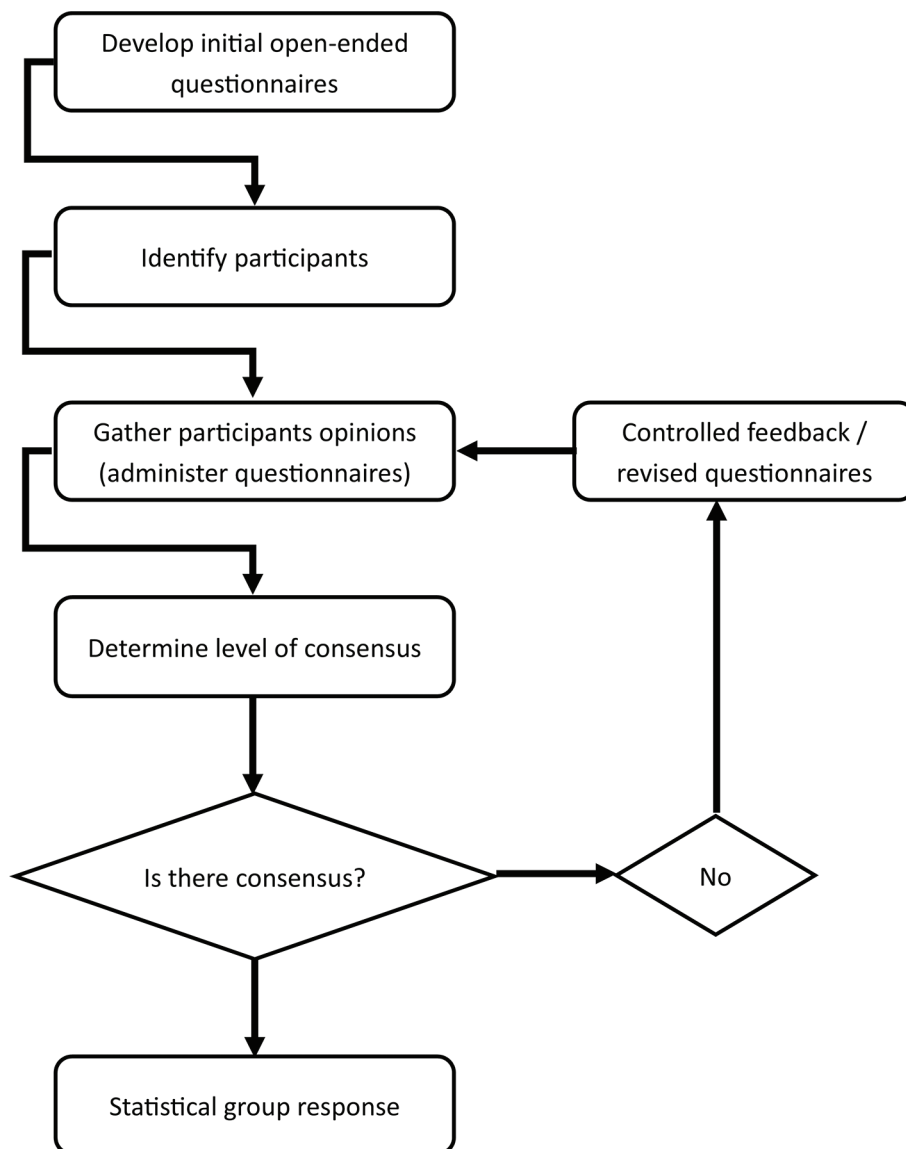 Develop initial open-ended
questionnaires
Identify participants
Gather participants opinions
(administer questionnaires)
Controlled feedback /
revised questionnaires
Determine level of consensus
Is there consensus?
No
Statistical group response